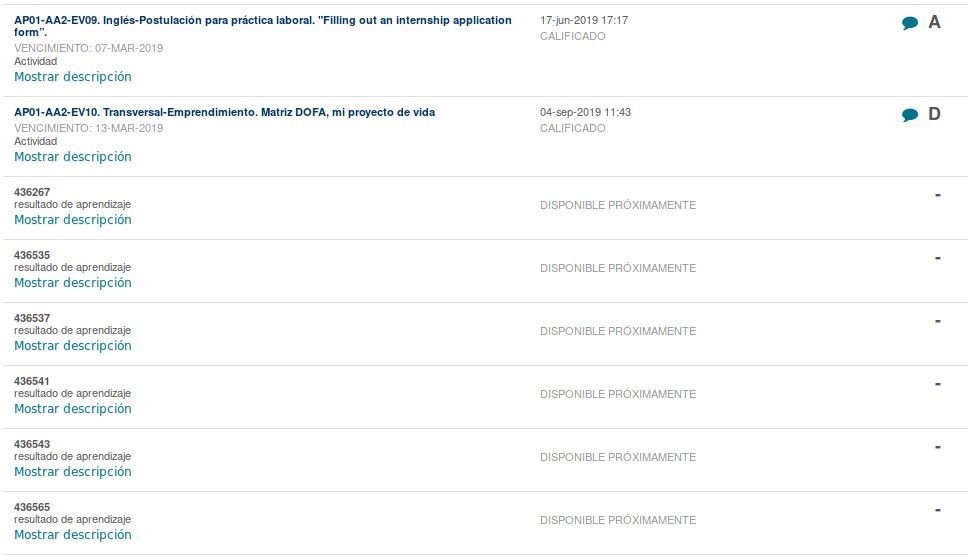 AP01-AA2-EV09. Inglés-Postulación para práctica laboral. "Filling out an internship application
form”.
VENCIMIENTO: 07-MAR-2019
Actividad
Mostrar descripción
17-jun-2019 17:17
CALIFICADO
A
AP01-AA2-EV10. Transversal-Emprendimiento. Matriz DOFA, mi proyecto de vida
VENCIMIENTO: 13-MAR-2019
Actividad
Mostrar descripción
04-sep-2019 11:43
CALIFICADO
D
436267
resultado de aprendizaje
Mostrar descripción
DISPONIBLE PRÓXIMAMENTE
-
436535
resultado de aprendizaje
Mostrar descripción
DISPONIBLE PRÓXIMAMENTE
-
436537
resultado de aprendizaje
Mostrar descripción
DISPONIBLE PRÓXIMAMENTE
-
436541
resultado de aprendizaje
Mostrar descripción
DISPONIBLE PRÓXIMAMENTE
-
436543
resultado de aprendizaje
Mostrar descripción
DISPONIBLE PRÓXIMAMENTE
-
436565
resultado de aprendizaje
Mostrar descripción
DISPONIBLE PRÓXIMAMENTE
-